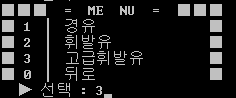 ■ ■ ■ = ME NU = ■ ■ ■
1 | 경유
2 | 휘발유
3 | 고급휘발유
0 | 뒤로
▶ 선택 : 3